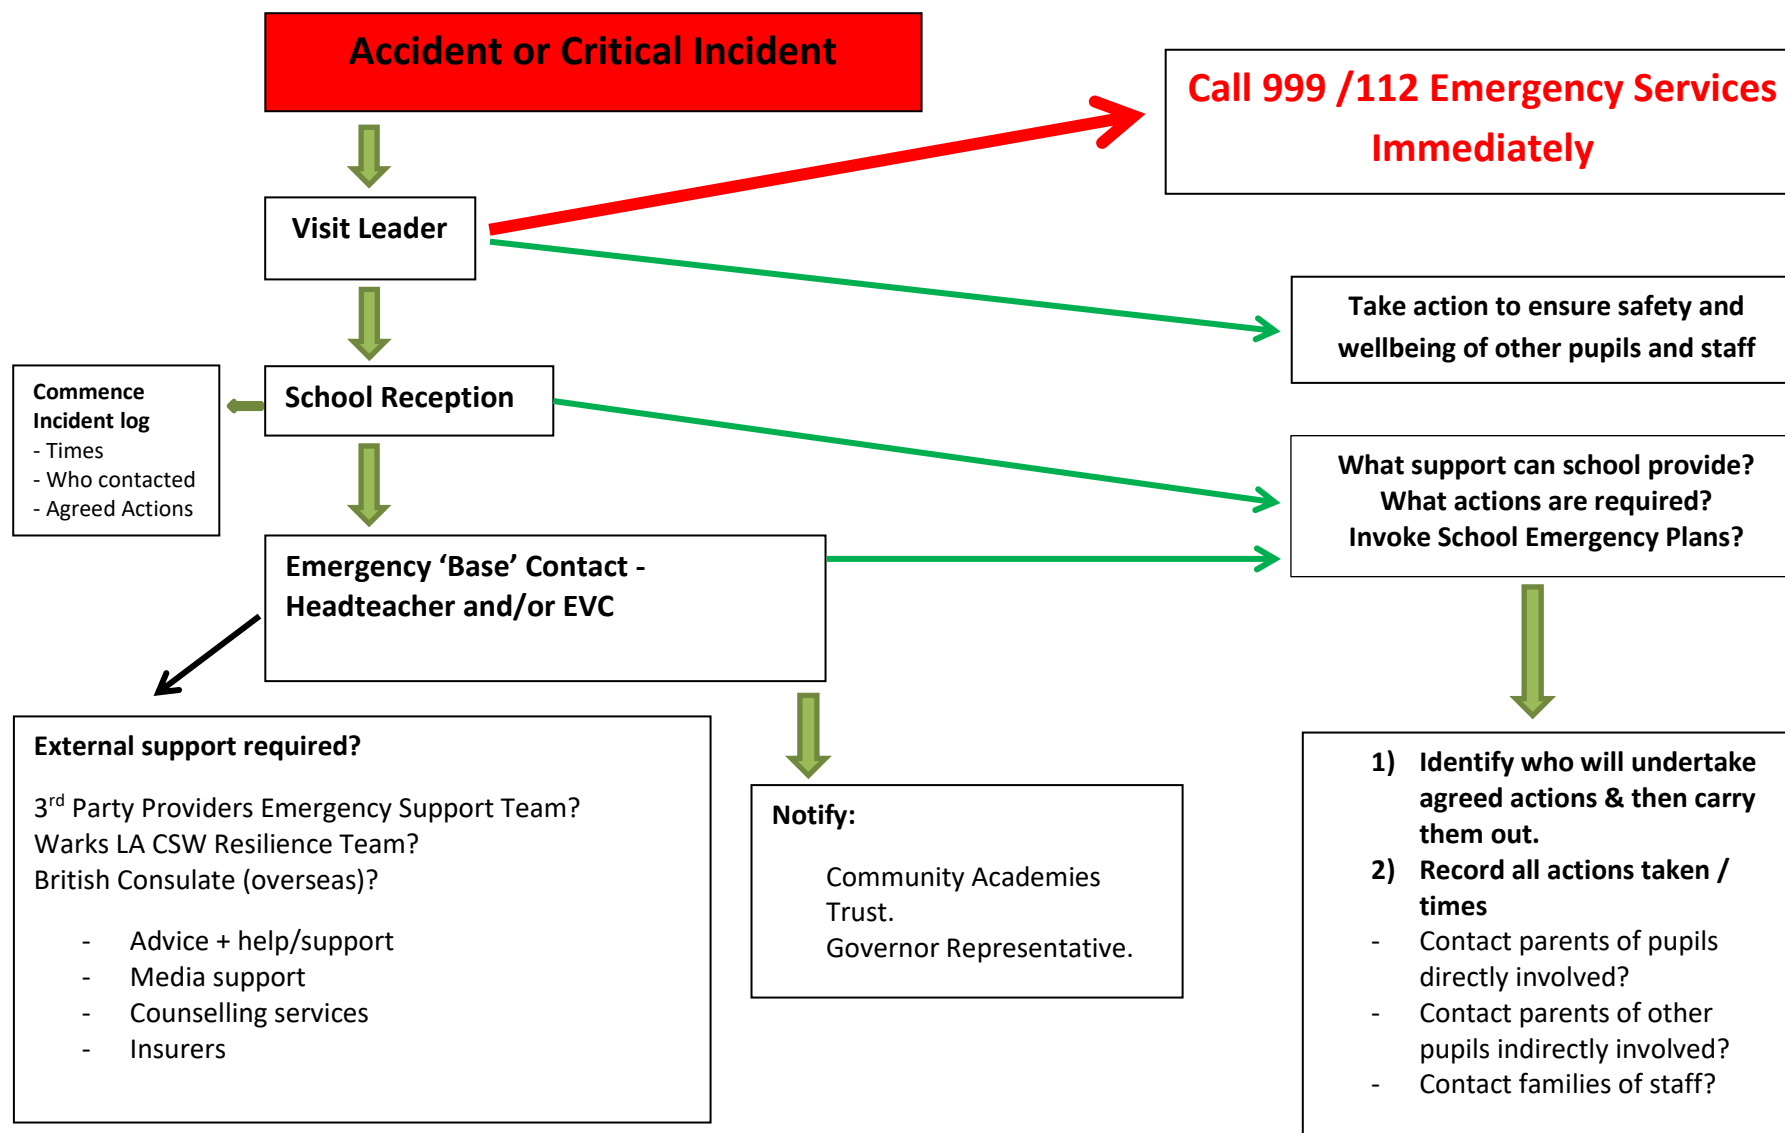 Accident or Critical Incident
Call 999 /112 Emergency Services
Immediately
Visit Leader
Take action to ensure safety and
wellbeing of other pupils and staff
School Reception
Commence
Incident log
- Times
- Who contacted
- Agreed Actions
What support can school provide?
What actions are required?
Invoke School Emergency Plans?
Emergency ‘Base’ Contact -
Headteacher and/or EVC
External support required?
3rd Party Providers Emergency Support Team?
Warks LA CSW Resilience Team?
British Consulate (overseas)?
- Advice + help/support
- Media support
- Counselling services
- Insurers
Notify:
Community Academies
Trust.
Governor Representative.
1) Identify who will undertake
agreed actions & then carry
them out.
2) Record all actions taken /
times
- Contact parents of pupils
directly involved?
- Contact parents of other
pupils indirectly involved?
- Contact families of staff?